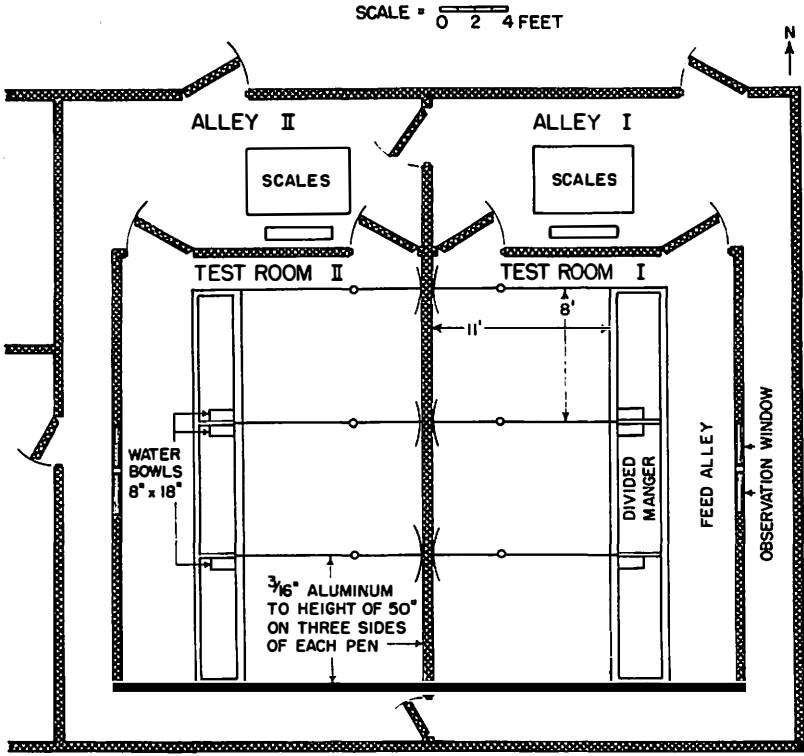 SCALE =
0 2 4 FEET
N
ALLEY II
ALLEY I
SCALES
SCALES
TEST ROOM II
TEST ROOM I
8'
11'
WATER
BOWLS
8" x 18"
DIVIDED
MANGER
FEED ALLEY
OBSERVATION WINDOW
3/16" ALUMINUM
TO HEIGHT OF 50"
ON THREE SIDES
OF EACH PEN